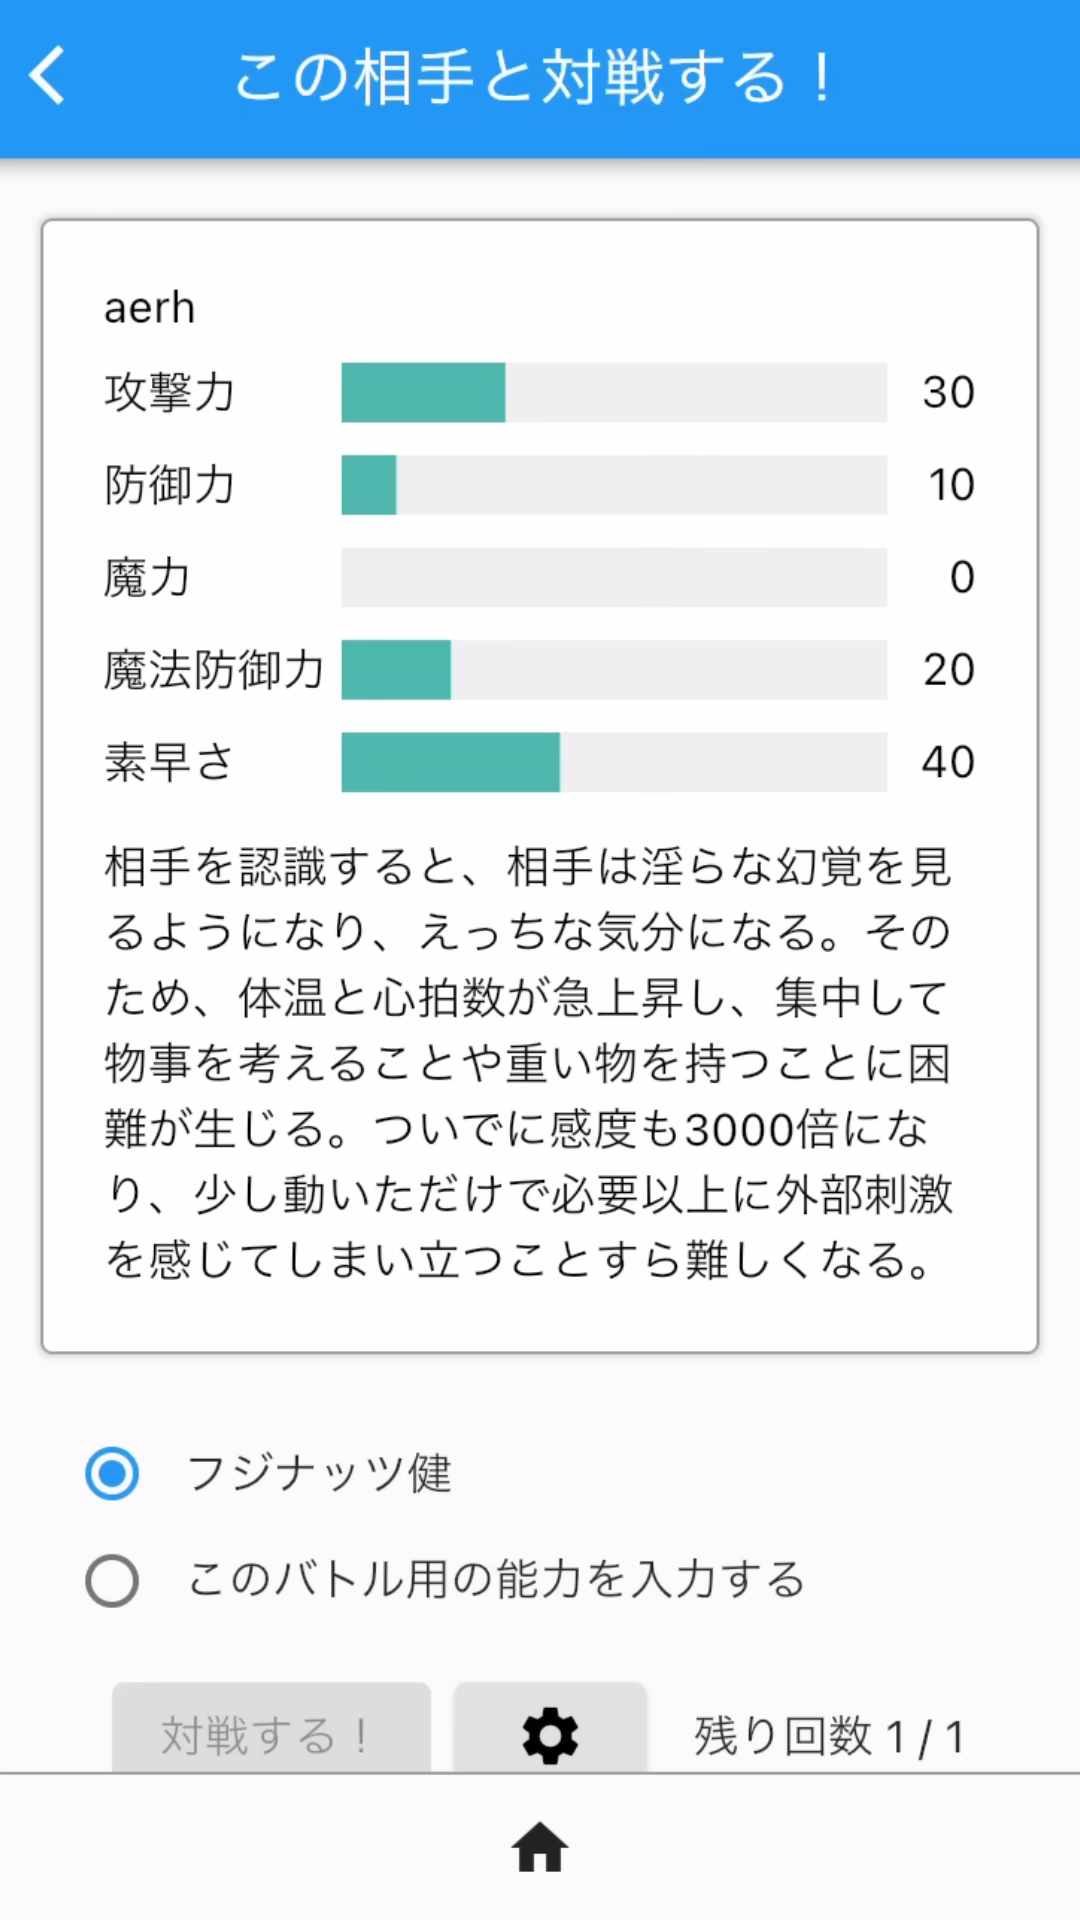 この相手と対戦する！
aerh
攻撃力 30
防御力 10
魔力 0
魔法防御力 20
素早さ 40
相手を認識すると、相手は淫らな幻覚を見
るようになり、えっちな気分になる。その
ため、体温と心拍数が急上昇し、集中して
物事を考えることや重い物を持つことに困
難が生じる。ついでに感度も3000倍にな
り、少し動いただけで必要以上に外部刺激
を感じてしまい立つことすら難しくなる。
フジナッツ健
このバトル用の能力を入力する
対戦する！ 残り回数 1 / 1